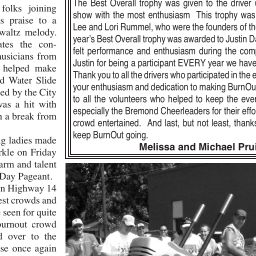 folks joining
as praise to a
waltz melody.
ates the con-
musicians from
helped make
d Water Slide
ed by the City
was a hit with
n a break from
g ladies made
rkle on Friday
arm and talent
Day Pageant.
n Highway 14
est crowds and
seen for quite
burnout crowd
d over to the
se once again
The Best Overall trophy was given to the driver
show with the most enthusiasm This trophy was
Lee and Lori Rummel, who were the founders of th
year's Best Overall trophy was awarded to Justin Da
felt performance and enthusiasm during the comp
Justin for being a participant EVERY year we have
Thank you to all the drivers who participated in the e
your enthusiasm and dedication to making BurnOu
to all the volunteers who helped to keep the even
especially the Bremond Cheerleaders for their effor
crowd entertained. And last, but not least, thanks
keep BurnOut going.
Melissa and Michael Prui